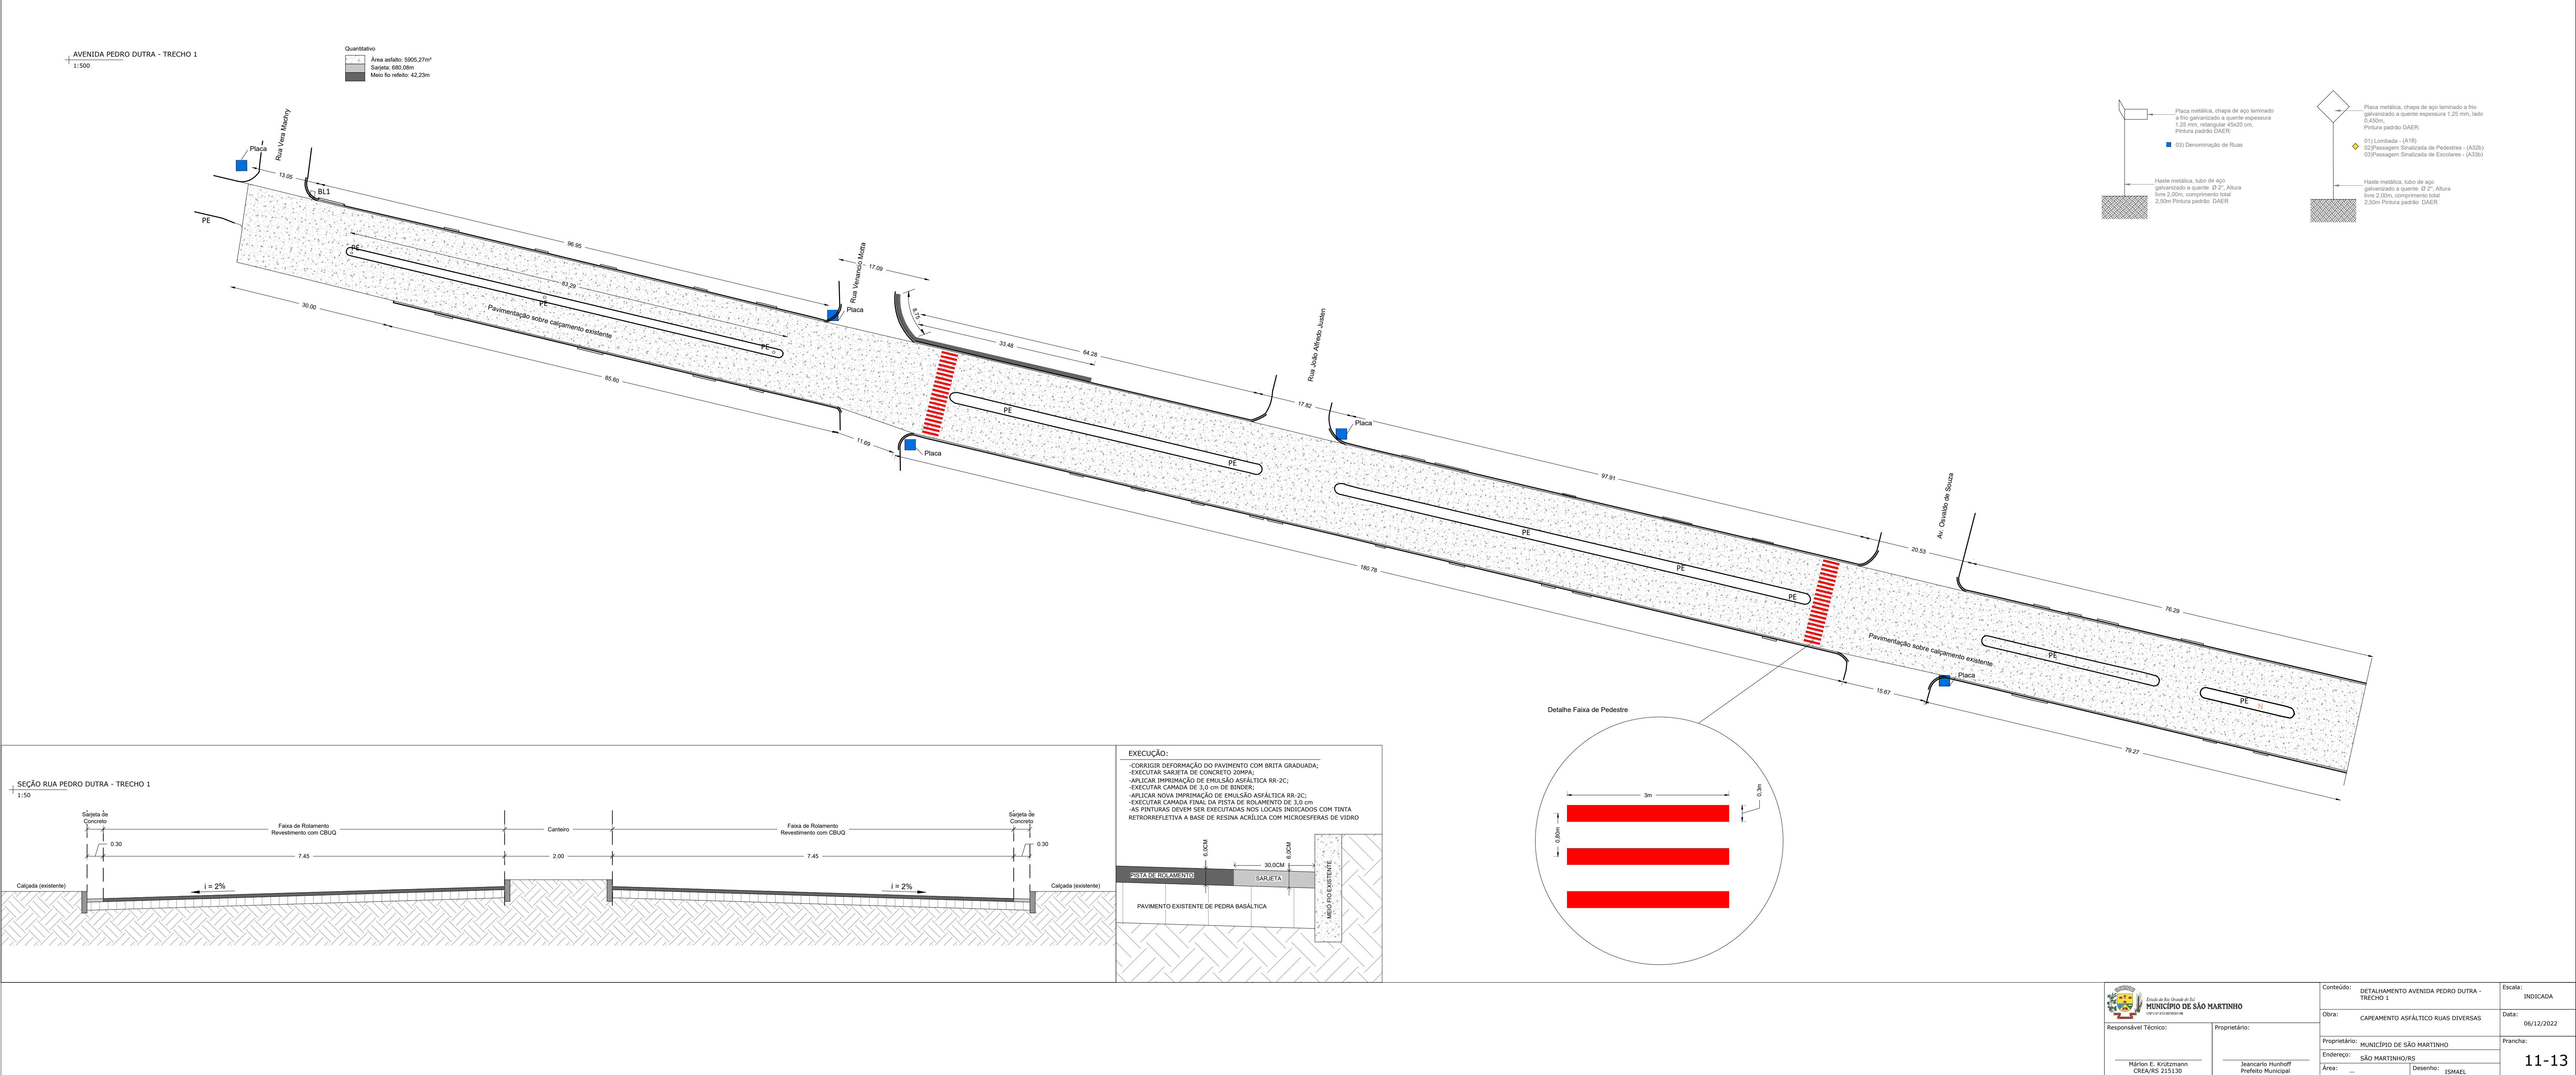 AVENIDA PEDRO DUTRA - TRECHO 1
1:500
Quantitativo
Área asfalto: 5905,27m²
Sarjeta: 680,08m
Meio fio refeito: 42,23m
Rua Vera Machry
Placa
13.05
BL1
PE
PE
96.95
83.29
PE
PE
30.00
Pavimentação sobre calçamento existente
85.60
Rua Venancio Motta
17.09
Placa
8,75
33.48
64.28
11.69
Placa
PE
PE
Rua João Alfredo Justen
17.82
Placa
97.91
PE
PE
PE
180.78
Av. Osvaldo de Souza
20.53
76.29
Pavimentação sobre calçamento existente
PE
PE
N
Placa
15.67
79.27
Placa metálica, chapa de aço laminado
a frio galvanizado a quente espessura
1,25 mm, retangular 45x20 cm.
Pintura padrão DAER:
03) Denominação de Ruas
Haste metálica, tubo de aço
galvanizado a quente Ø 2", Altura
livre 2,00m, comprimento total
2,50m Pintura padrão DAER
Placa metálica, chapa de aço laminado a frio
galvanizado a quente espessura 1,25 mm, lado
0,450m.
Pintura padrão DAER:
01) Lombada - (A18)
02)Passagem Sinalizada de Pedestres - (A32b)
03)Passagem Sinalizada de Escolares - (A33b)
Haste metálica, tubo de aço
galvanizado a quente Ø 2", Altura
livre 2,00m, comprimento total
2,50m Pintura padrão DAER
Detalhe Faixa de Pedestre
3m
0,3m
0,80m
SEÇÃO RUA PEDRO DUTRA - TRECHO 1
1:50
Sarjeta de
Concreto
Faixa de Rolamento
Revestimento com CBUQ
Canteiro
Faixa de Rolamento
Revestimento com CBUQ
Sarjeta de
Concreto
0.30
7.45
2.00
7.45
0.30
Calçada (existente)
i = 2%
i = 2%
Calçada (existente)
EXECUÇÃO:
-CORRIGIR DEFORMAÇÃO DO PAVIMENTO COM BRITA GRADUADA;
-EXECUTAR SARJETA DE CONCRETO 20MPA;
-APLICAR IMPRIMAÇÃO DE EMULSÃO ASFÁLTICA RR-2C;
-EXECUTAR CAMADA DE 3,0 cm DE BINDER;
-APLICAR NOVA IMPRIMAÇÃO DE EMULSÃO ASFÁLTICA RR-2C;
-EXECUTAR CAMADA FINAL DA PISTA DE ROLAMENTO DE 3,0 cm
-AS PINTURAS DEVEM SER EXECUTADAS NOS LOCAIS INDICADOS COM TINTA
RETRORREFLETIVA A BASE DE RESINA ACRÍLICA COM MICROESFERAS DE VIDRO
6,0CM
30,0CM
6,0CM
PISTA DE ROLAMENTO
SARJETA
MEIO FIO EXISTENTE
PAVIMENTO EXISTENTE DE PEDRA BASÁLTICA
Estado do Rio Grande do Sul
MUNICÍPIO DE SÃO MARTINHO
Responsável Técnico:
Proprietário:
Márlon E. Krützmann
CREA/RS 215130
Jeancarlo Hunhoff
Prefeito Municipal
Conteúdo:
DETALHAMENTO AVENIDA PEDRO DUTRA -
TRECHO 1
Obra:
CAPEAMENTO ASFÁLTICO RUAS DIVERSAS
Proprietário: MUNICÍPIO DE SÃO MARTINHO
Endereço: SÃO MARTINHO/RS
Área: --
Desenho: ISMAEL
Escala:
INDICADA
Data:
06/12/2022
Prancha:
11-13